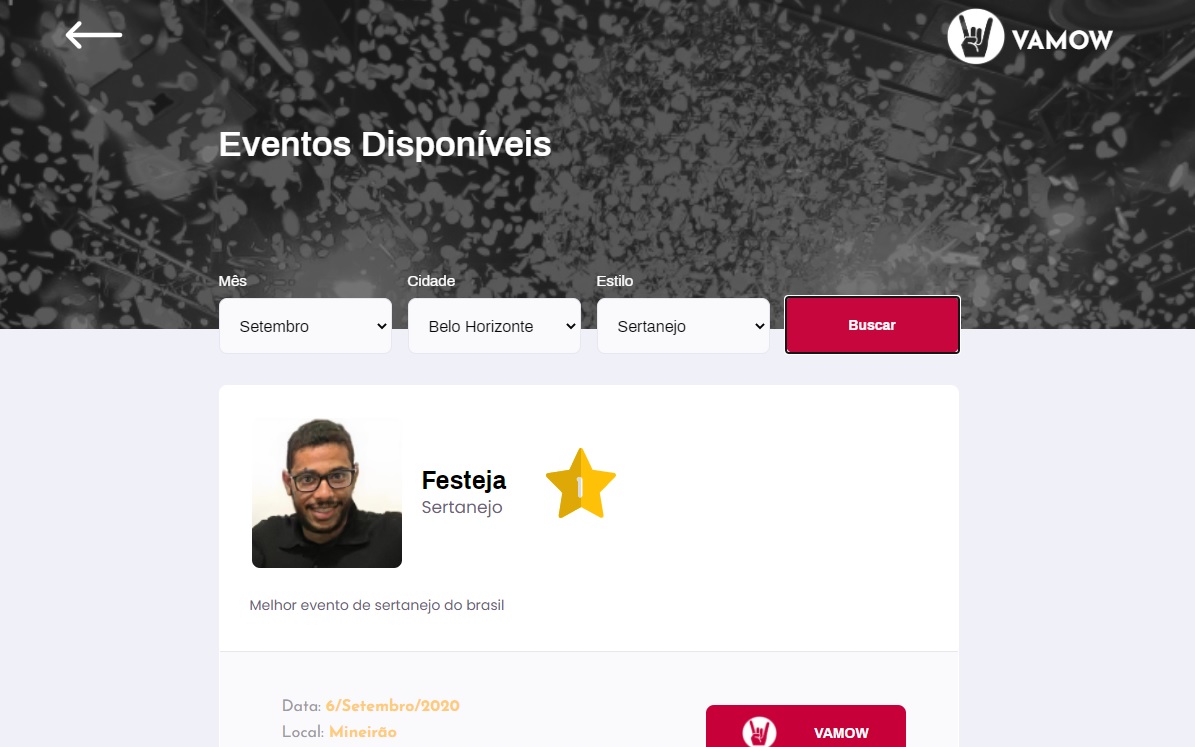 VAMOW
Eventos Disponíveis
Mês Cidade Estilo
Setembro Belo Horizonte Sertanejo Buscar
Festeja
1
Sertanejo
Melhor evento de sertanejo do brasil
Data: 6/Setembro/2020
Local: Mineirão
VAMOW